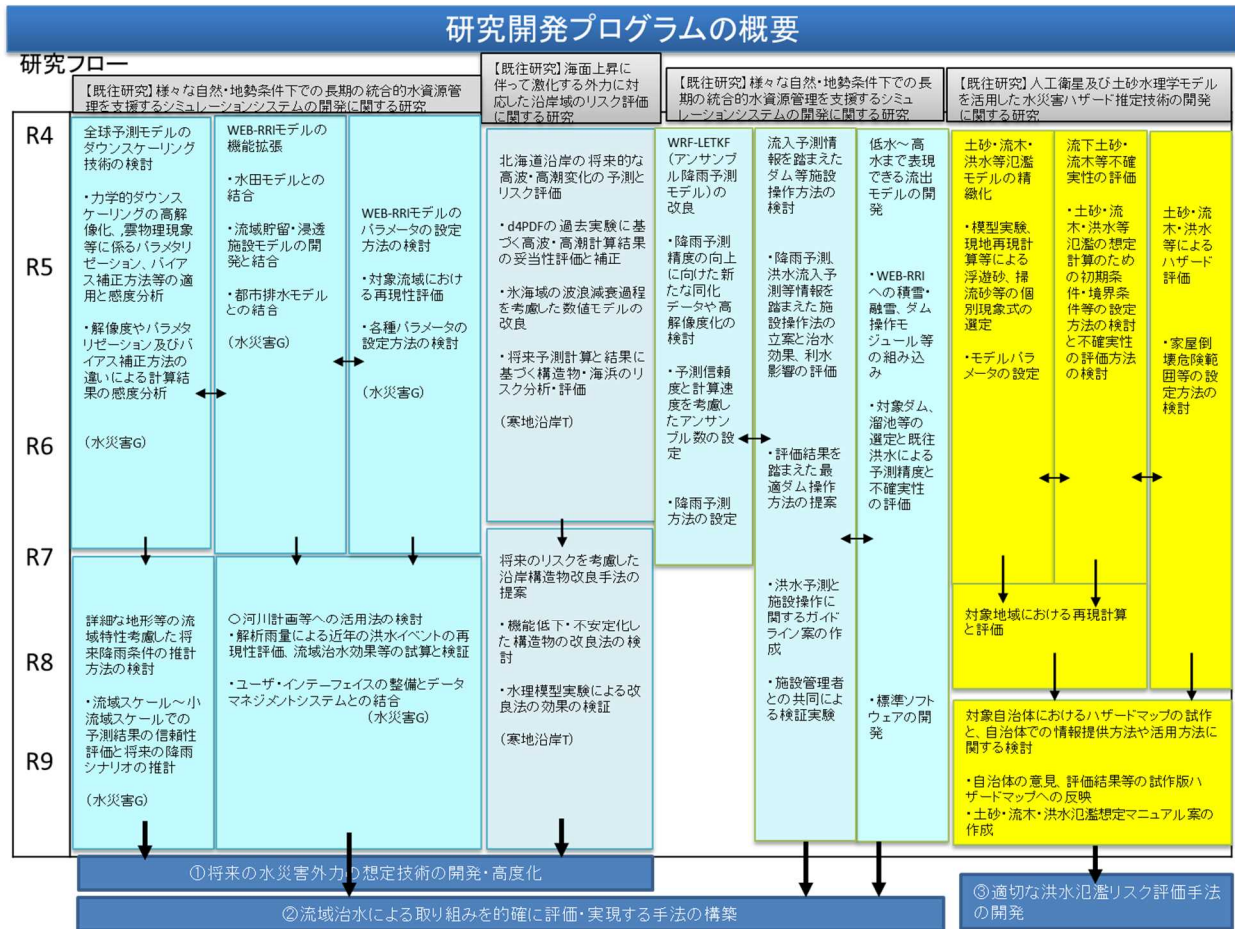 研究開発プログラムの概要
研究フロー
【既往研究】様々な自然・地勢条件下での長期の統合的水資源管
理を支援するシミュレーションシステムの開発に関する研究
【既往研究】海面上昇に
伴って激化する外力に対
応した沿岸域のリスク評価
に関する研究
【既往研究】様々な自然・地勢条件下での長
期の統合的水資源管理を支援するシミュ
レーションシステムの開発に関する研究
【既往研究】人工衛星及び土砂水理学モデル
を活用した水災害ハザード推定技術の開発
に関する研究
R4
R5
R6
R7
R8
R9
全球予測モデルの
ダウンスケーリング
技術の検討
・力学的ダウンス
ケーリングの高解
像化、雲物理現象
等に係るパラメタリ
ゼーション、バイア
ス補正方法等の適
用と感度分析
・解像度やパラメタ
リゼーション及びバ
イアス補正方法の
違いによる計算結
果の感度分析
(水災害G)
WEB-RRIモデルの
機能拡張
・水田モデルとの
結合
・流域貯留・浸透
施設モデルの開
発と結合
・都市排水モデル
との結合
(水災害G)
WEB-RRIモデルの
パラメータの設定
方法の検討
・対象流域におけ
る再現性評価
・各種パラメータの
設定方法の検討
(水災害G)
北海道沿岸の将来的な
高波・高潮変化の予測と
リスク評価
・d4PDFの過去実験に基
づく高波・高潮計算結果
の妥当性評価と補正
・氷海域の波浪減衰過程
を考慮した数値モデルの
改良
・将来予測計算と結果に
基づく構造物・海浜のリ
スク分析・評価
(寒地沿岸T)
WRF-LETKF
(アンサンブ
ル降雨予測
モデル)の改
良
・降雨予測
精度の向上
に向けた新
たな同化
データや高
解像度化の
検討
・予測信頼
度と計算速
度を考慮し
たアンサン
ブル数の設
定
・降雨予測
方法の設定
流入予測情
報を踏まえた
ダム等施設
操作方法の
検討
・降雨予測、
洪水流入予
測等情報を
踏まえた施
設操作法の
立案と治水
効果、利水
影響の評価
・評価結果を
踏まえた最
適ダム操作
方法の提案
・洪水予測と
施設操作に
関するガイド
ライン案の作
成
・施設管理者
との共同によ
る検証実験
低水～高
水まで表現
できる流出
モデルの開
発
・WEB-RRI
への積雪・
融雪、ダム
操作モ
ジュール等
の組み込
み
・対象ダム、
溜池等の
選定と既往
洪水による
予測精度と
不確実性
の評価
・標準ソフト
ウェアの開
発
土砂・流木・
洪水等氾濫
モデルの精
緻化
・模型実験、
現地再現計
算等による
浮遊砂、掃
流砂等の個
別現象式の
選定
・モデルパラ
メータの設定
流下土砂・
流木等不確
実性の評価
・土砂・流
木・洪水等
氾濫の想定
計算のため
の初期条
件・境界条
件等の設定
方法の検討
と不確実性
の評価方法
の検討
土砂・流
木・洪水
等による
ハザード
評価
・家屋倒
壊危険範
囲等の設
定方法の
検討
詳細な地形等の流
域特性考慮した将
来降雨条件の推計
方法の検討
・流域スケール～小
流域スケールでの
予測結果の信頼性
評価と将来の降雨
シナリオの推計
(水災害G)
○河川計画等への活用法の検討
・解析雨量による近年の洪水イベントの再
現性評価、流域治水効果等の試算と検証
・ユーザ・インターフェイスの整備とデータ
マネジメントシステムとの結合
(水災害G)
将来のリスクを考慮した
沿岸構造物改良手法の
提案
・機能低下・不安定化し
た構造物の改良法の検
討
・水理模型実験による改
良法の効果の検証
(寒地沿岸T)
対象地域における再現計算
と評価
対象自治体におけるハザードマップの試作
と、自治体での情報提供方法や活用方法に
関する検討
・自治体の意見、評価結果等の試作版ハ
ザードマップへの反映
・土砂・流木・洪水氾濫想定マニュアル案の
作成
①将来の水災害外力の想定技術の開発・高度化
②流域治水による取り組みを的確に評価・実現する手法の構築
③適切な洪水氾濫リスク評価手法
の開発